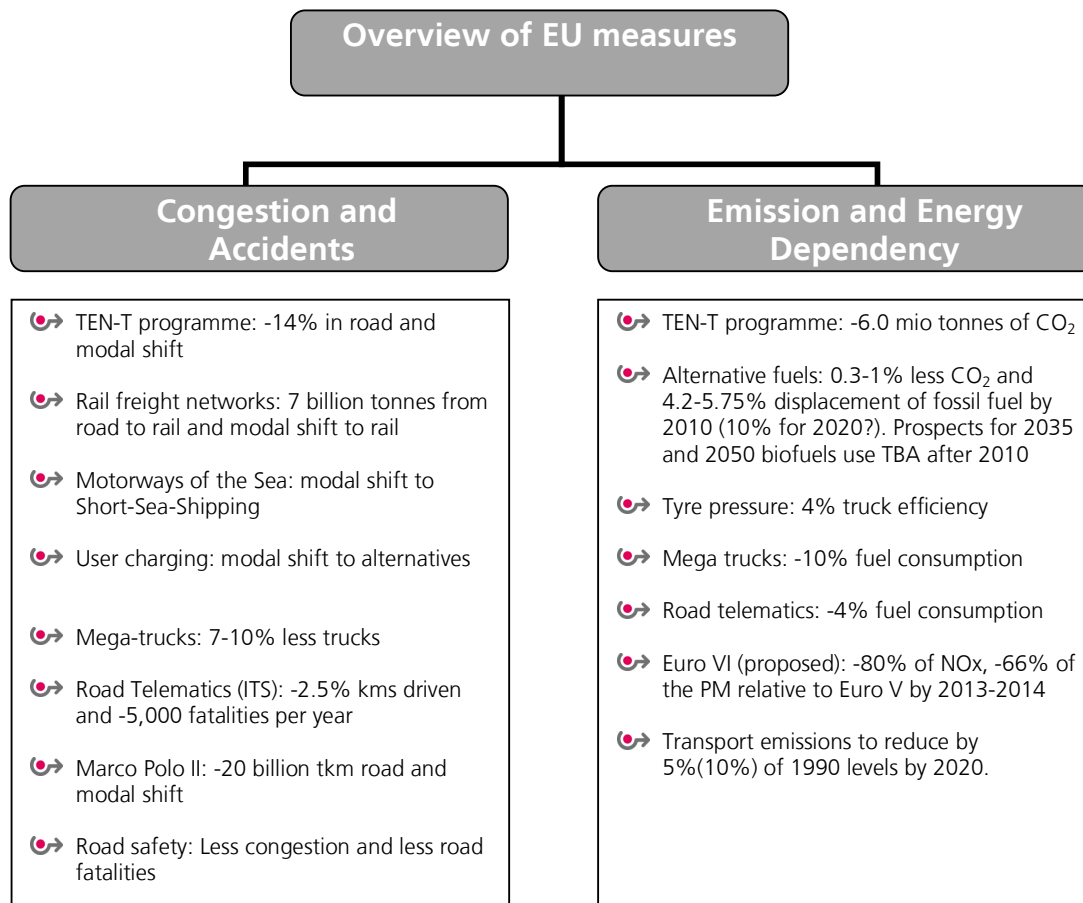 Overview of EU measures
Congestion and
Accidents
TEN-T programme: -14% in road and
modal shift
Rail freight networks: 7 billion tonnes from
road to rail and modal shift to rail
Motorways of the Sea: modal shift to
Short-Sea-Shipping
User charging: modal shift to alternatives
Mega-trucks: 7-10% less trucks
Road Telematics (ITS): -2.5% kms driven
and -5,000 fatalities per year
Marco Polo II: -20 billion tkm road and
modal shift
Road safety: Less congestion and less road
fatalities
Emission and Energy
Dependency
TEN-T programme: -6.0 mio tonnes of CO₂
Alternative fuels: 0.3-1% less CO₂ and
4.2-5.75% displacement of fossil fuel by
2010 (10% for 2020?). Prospects for 2035
and 2050 biofuels use TBA after 2010
Tyre pressure: 4% truck efficiency
Mega trucks: -10% fuel consumption
Road telematics: -4% fuel consumption
Euro VI (proposed): -80% of NOx, -66% of
the PM relative to Euro V by 2013-2014
Transport emissions to reduce by
5%(10%) of 1990 levels by 2020.